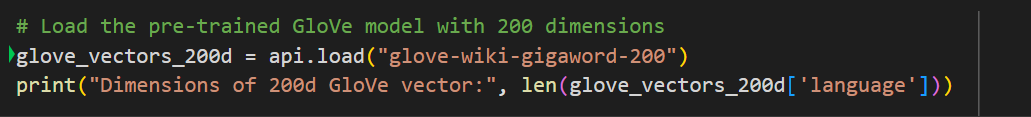 # Load the pre-trained GloVe model with 200 dimensions
glove_vectors_200d = api.load("glove-wiki-gigaword-200")
print("Dimensions of 200d GloVe vector:", len(glove_vectors_200d['language']))